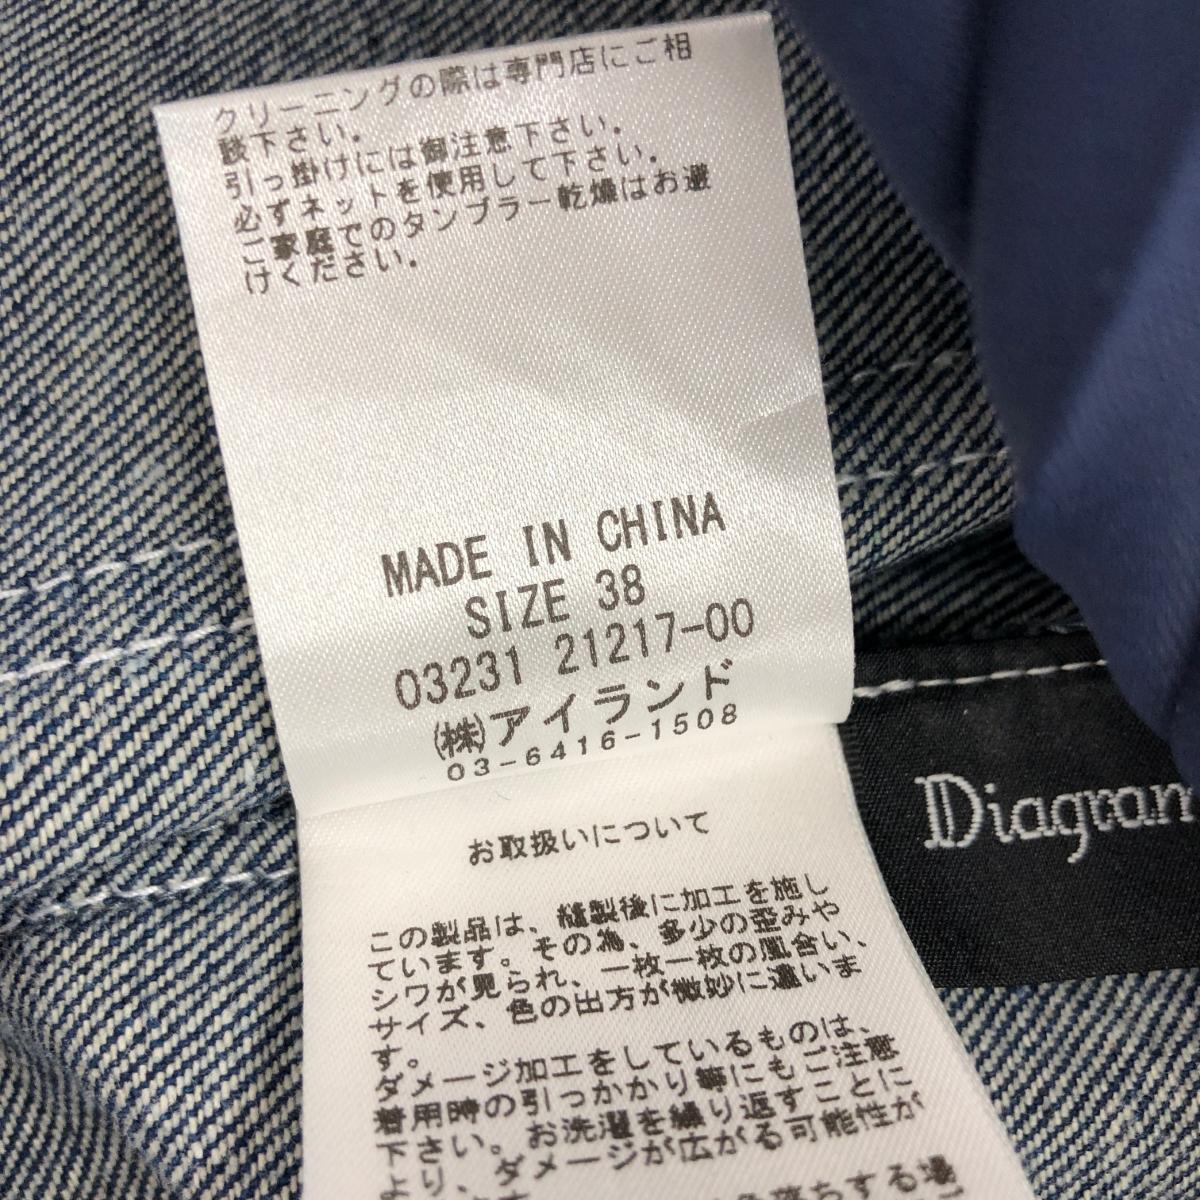 クリーニングの際は専門店にご相
談下さい。
引っ掛けには御注意下さい。
必ずネットを使用して下さい。
ご家庭でのタンブラー乾燥はお避
けください。
MADE IN CHINA
SIZE 38
03231 21217-00
㈱アイランド
03-6416-1508
お取扱いについて
この製品は、縫製後に加工を施し
ています。その為、多少の歪みや
シワが見られ、一枚一枚の風合い、
サイズ、色の出方が微妙に違いま
す。
ダメージ加工をしているものは、
着用時の引っかかり等にもご注意
下さい。お洗濯を繰り返すことに
より、ダメージが広がる可能性が
落ちする場
Diagram